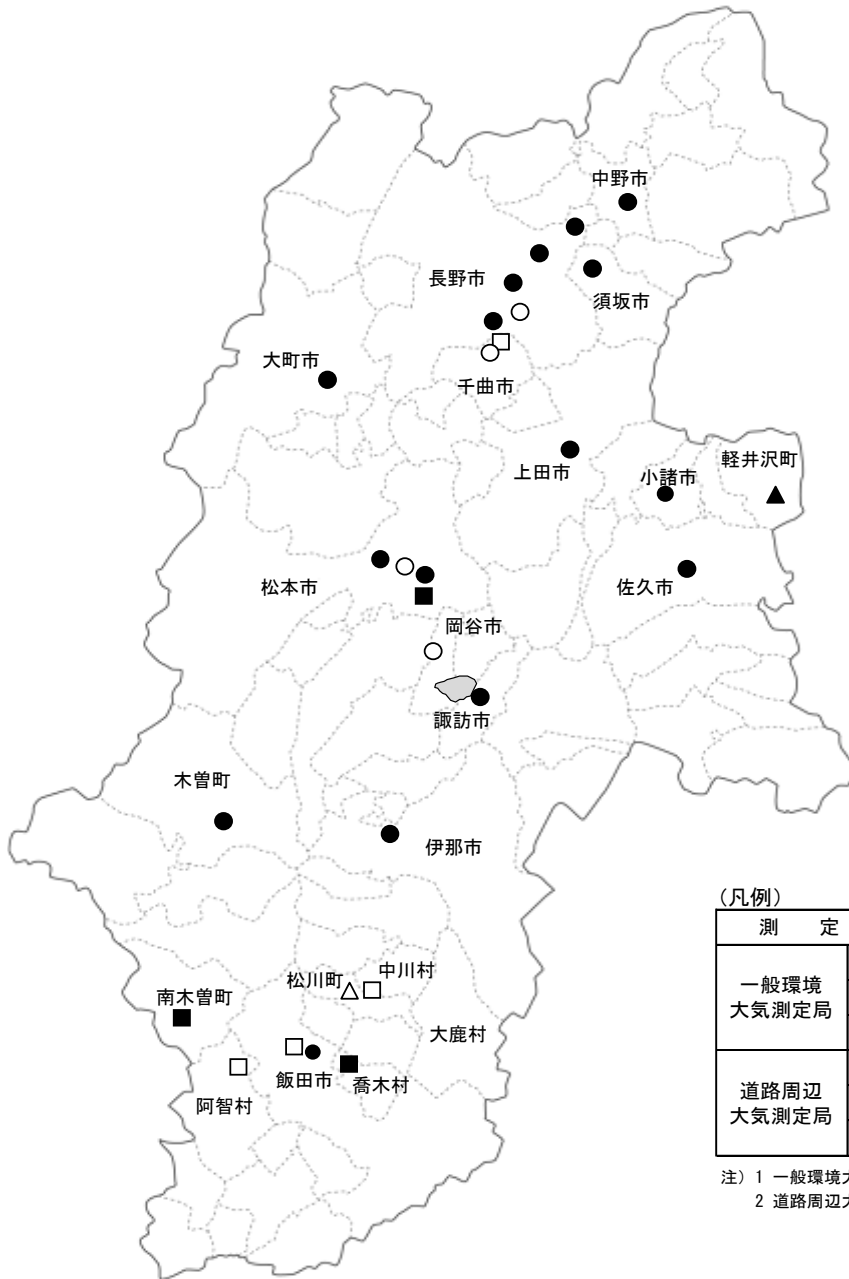 中野市
長野市
須坂市
大町市
千曲市
上田市
小諸市
軽井沢町
松本市
佐久市
岡谷市
諏訪市
木曽町
伊那市
(凡例)
測 定
一般環境
大気測定局
道路周辺
大気測定局
中川村
松川町
南木曽町
大鹿村
飯田市
喬木村
阿智村
注) 1 一般環境大
2 道路周辺大